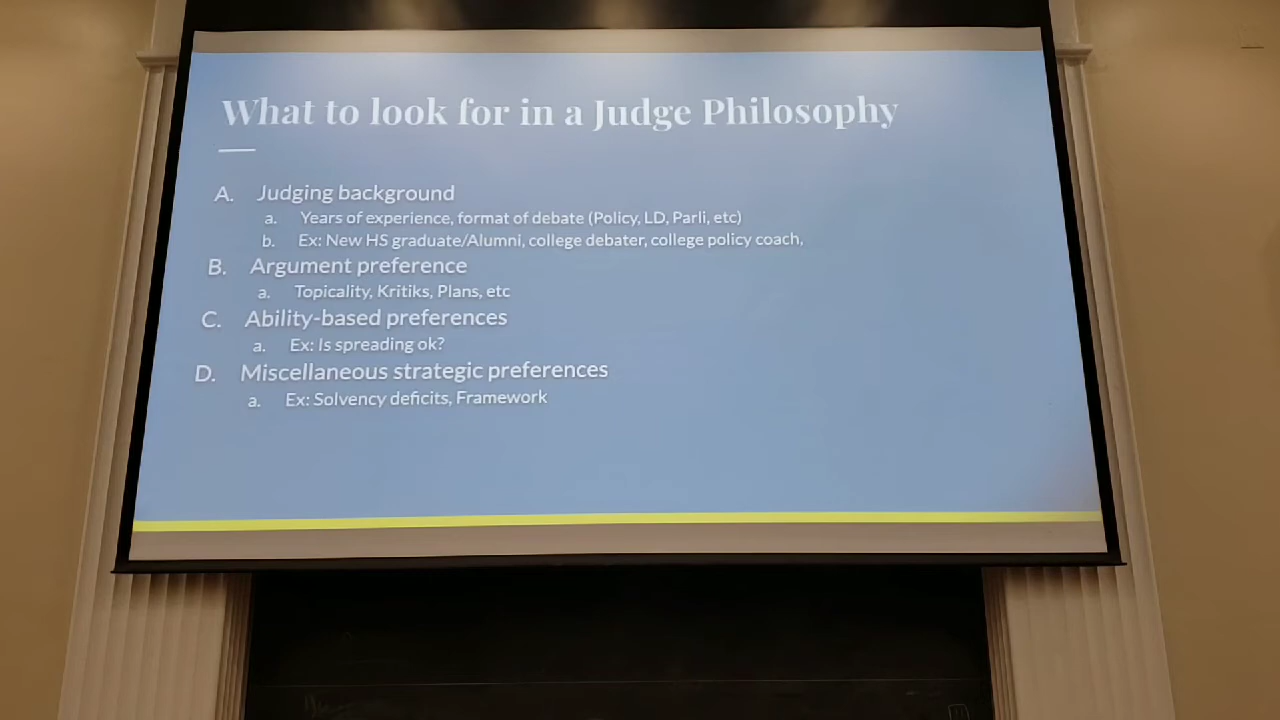 What to look for in a Judge Philosophy
A. Judging background
a. Years of experience, format of debate (Policy, LD, Parli, etc)
b. Ex: New HS graduate/Alumni, college debater, college policy coach,
B. Argument preference
a. Topicality, Kritiks, Plans, etc
C. Ability-based preferences
a. Ex: Is spreading ok?
D. Miscellaneous strategic preferences
a. Ex: Solvency deficits, Framework